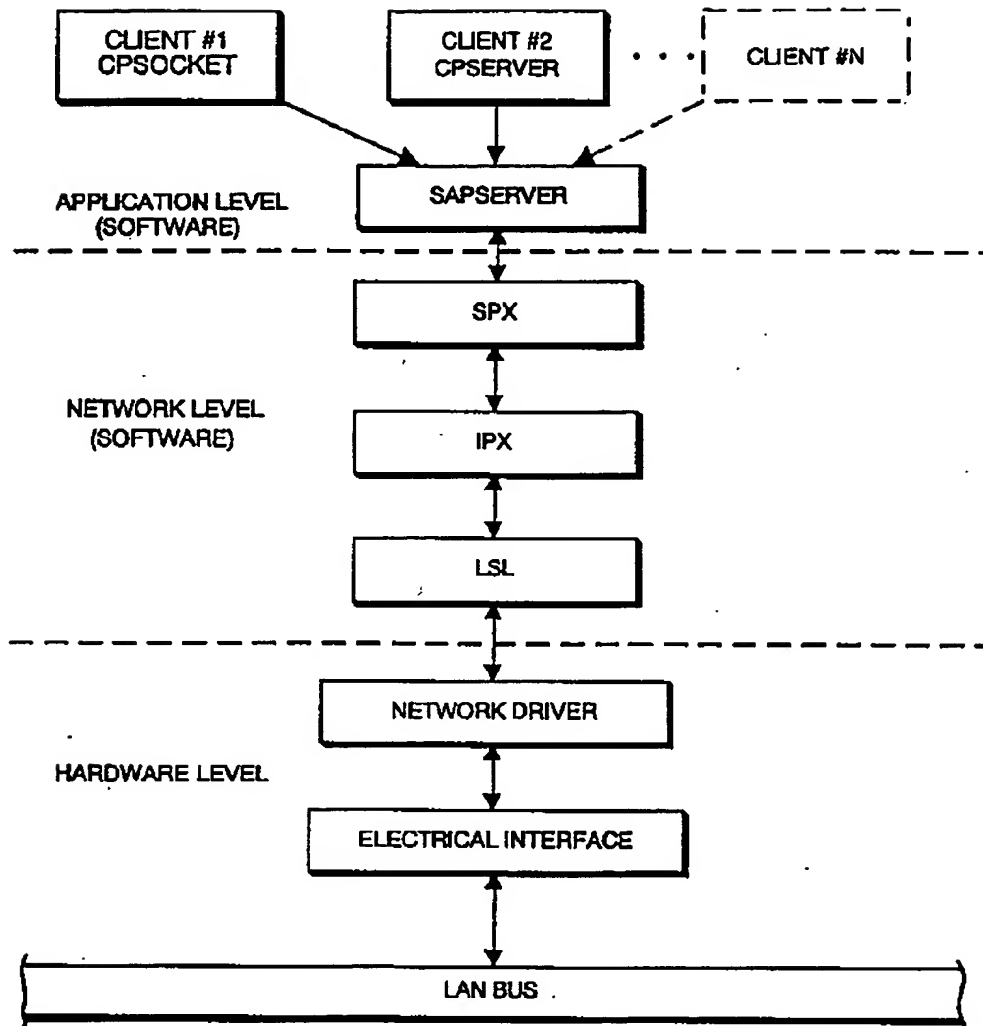 CLIENT #1
CPSOCKET
CLIENT #2
CPSERVER
CLIENT #N
SAPSERVER
APPLICATION LEVEL
(SOFTWARE)
SPX
NETWORK LEVEL
(SOFTWARE)
IPX
LSL
NETWORK DRIVER
HARDWARE LEVEL
ELECTRICAL INTERFACE
LAN BUS